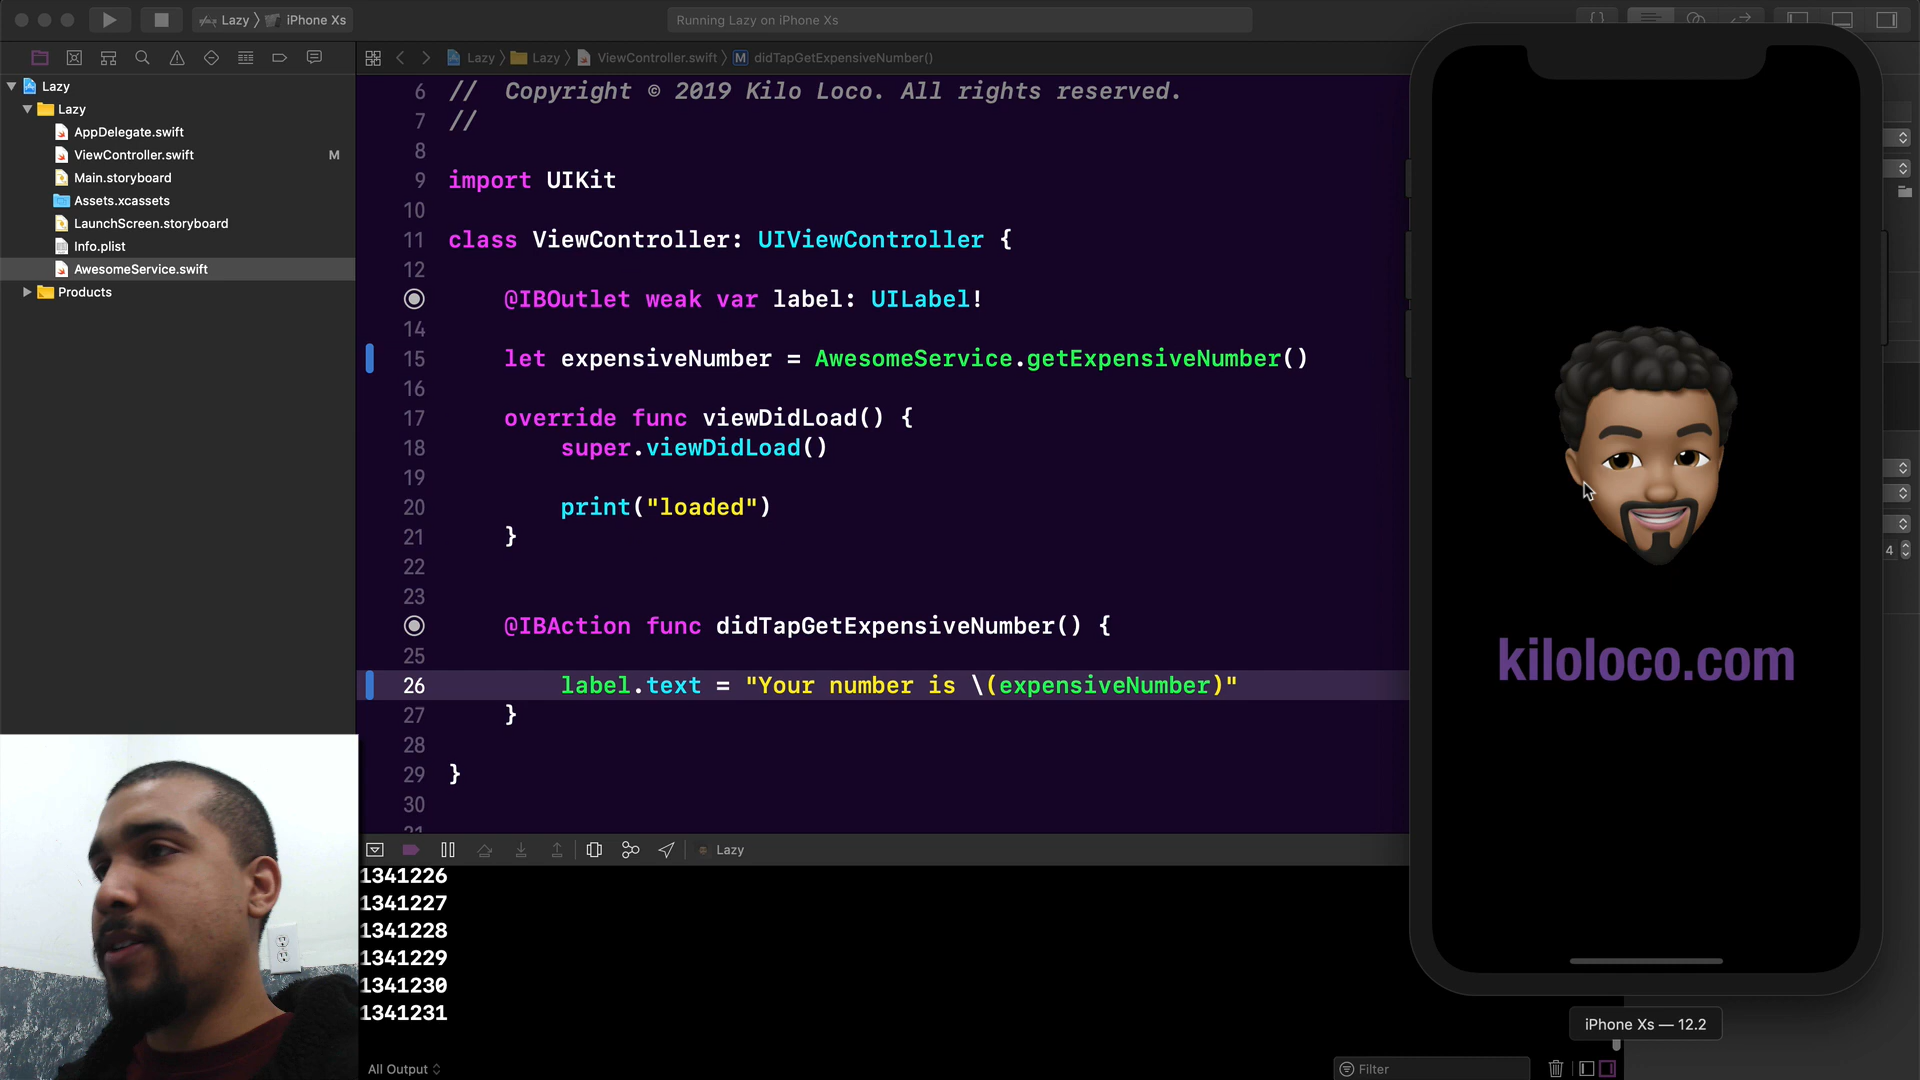 Lazy
iPhone Xs
Running Lazy on iPhone Xs
Lazy
Lazy
ViewController.swift
M
didTapGetExpensiveNumber()
Lazy
Lazy
AppDelegate.swift
ViewController.swift
M
Main.storyboard
Assets.xcassets
LaunchScreen.storyboard
Info.plist
AwesomeService.swift
Products
6 //  Copyright © 2019 Kilo Loco. All rights reserved.
7 //
8
9 import UIKit
10
11 class ViewController: UIViewController {
12
@IBOutlet weak var label: UILabel!
14
15 let expensiveNumber = AwesomeService.getExpensiveNumber()
16
17 override func viewDidLoad() {
18 super.viewDidLoad()
19
20 print("loaded")
21 }
22
23
@IBAction func didTapGetExpensiveNumber() {
25
26 label.text = "Your number is \(expensiveNumber)"
27 }
28
29 }
30
Lazy
1341226
1341227
1341228
1341229
1341230
1341231
All Output
Filter
kiloloco.com
iPhone Xs — 12.2
4